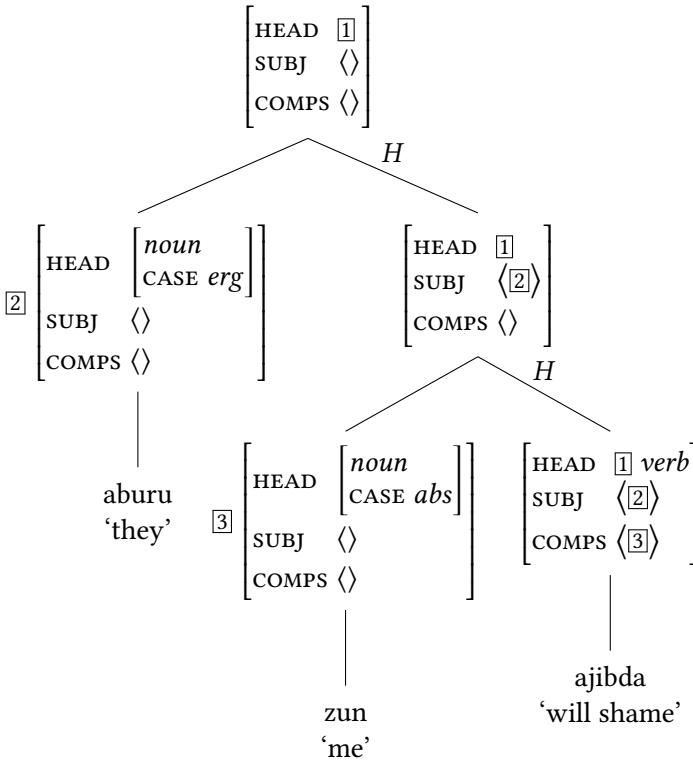 HEAD 1
SUBJ ⟨⟩
COMPS ⟨⟩
H
2
HEAD noun
CASE erg
SUBJ ⟨⟩
COMPS ⟨⟩
HEAD 1
SUBJ ⟨2⟩
COMPS ⟨⟩
H
aburu
‘they’
3
HEAD noun
CASE abs
SUBJ ⟨⟩
COMPS ⟨⟩
HEAD 1 verb
SUBJ ⟨2⟩
COMPS ⟨3⟩
zun
‘me’
ajibda
‘will shame’